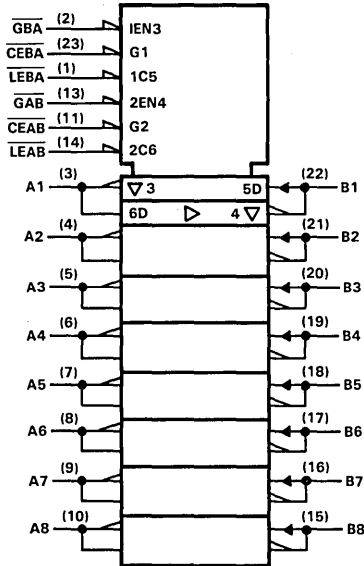 GBA (2) IEN3
CEBA (23) G1
LEBA (1) 1C5
GAB (13) 2EN4
CEAB (11) G2
LEAB (14) 2C6
A1 (3) ▽ 3 5D (22) B1
6D ▷ 4 ▽
A2 (4) (21) B2
A3 (5) (20) B3
A4 (6) (19) B4
A5 (7) (18) B5
A6 (8) (17) B6
A7 (9) (16) B7
A8 (10) (15) B8